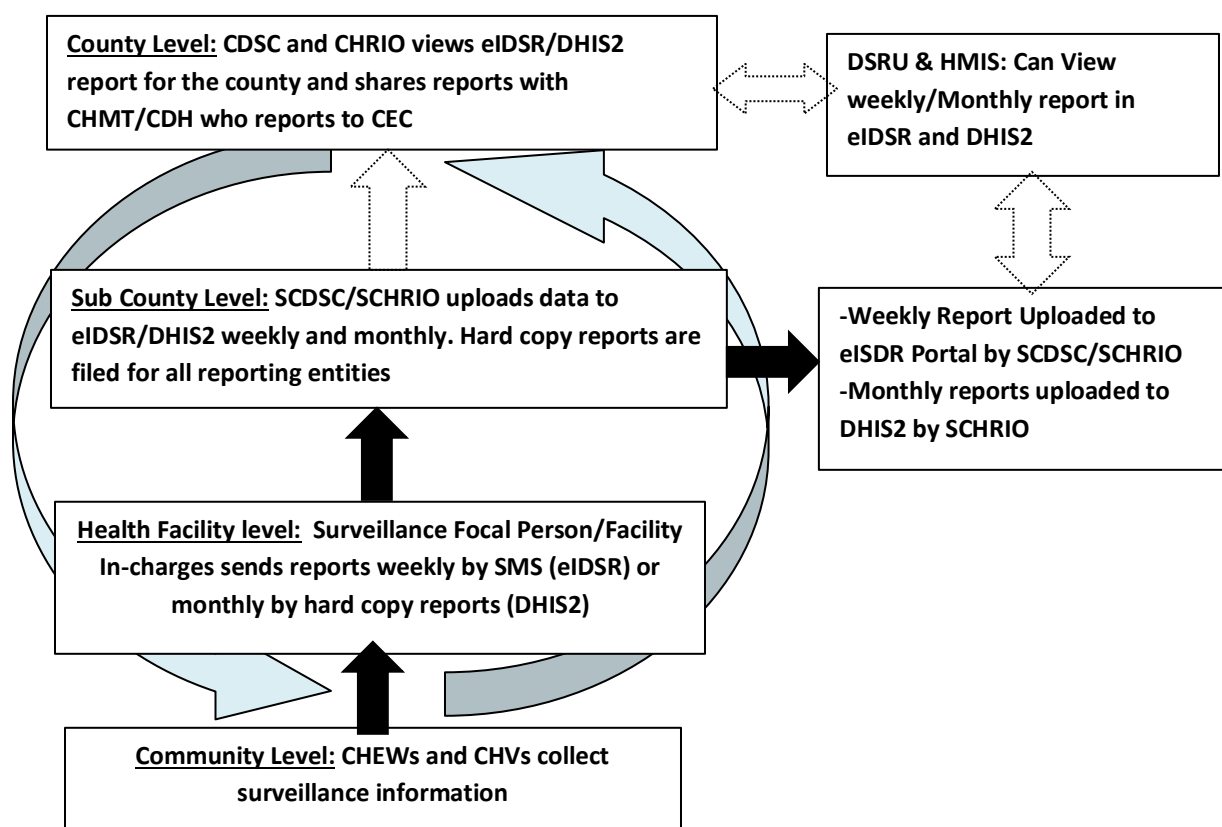 County Level: CDSC and CHRIO views eIDSR/DHIS2
report for the county and shares reports with
CHMT/CDH who reports to CEC
DSRU & HMIS: Can View
weekly/Monthly report in
eIDSR and DHIS2
Sub County Level: SCDSC/SCHRIO uploads data to
eIDSR/DHIS2 weekly and monthly. Hard copy reports are
filed for all reporting entities
-Weekly Report Uploaded to
eISDR Portal by SCDSC/SCHRIO
-Monthly reports uploaded to
DHIS2 by SCHRIO
Health Facility level: Surveillance Focal Person/Facility
In-charges sends reports weekly by SMS (eIDSR) or
monthly by hard copy reports (DHIS2)
Community Level: CHEWs and CHVs collect
surveillance information